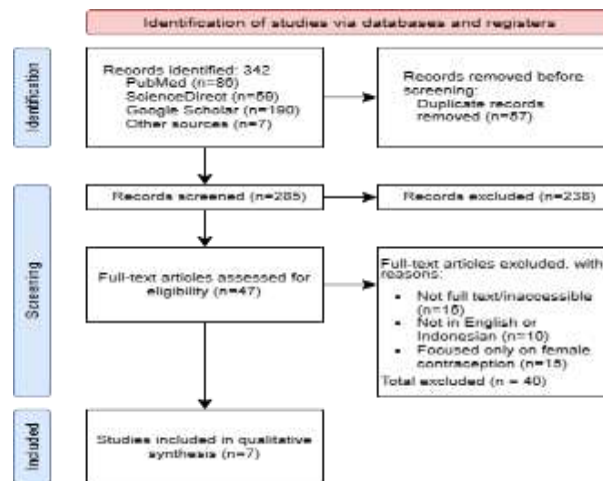 Identification of studies via databases and registers
Identification
Records identified: 342
PubMed (n=86)
ScienceDirect (n=59)
Google Scholar (n=190)
Other sources (n=7)
Records removed before
screening:
Duplicate records
removed (n=57)
Screening
Records screened (n=285)
Records excluded (n=238)
Full-text articles assessed for
eligibility (n=47)
Full-text articles excluded, with
reasons:
• Not full text/inaccessible
(n=15)
• Not in English or
Indonesian (n=10)
• Focused only on female
contraception (n=15)
Total excluded (n = 40)
Included
Studies included in qualitative
synthesis (n=7)